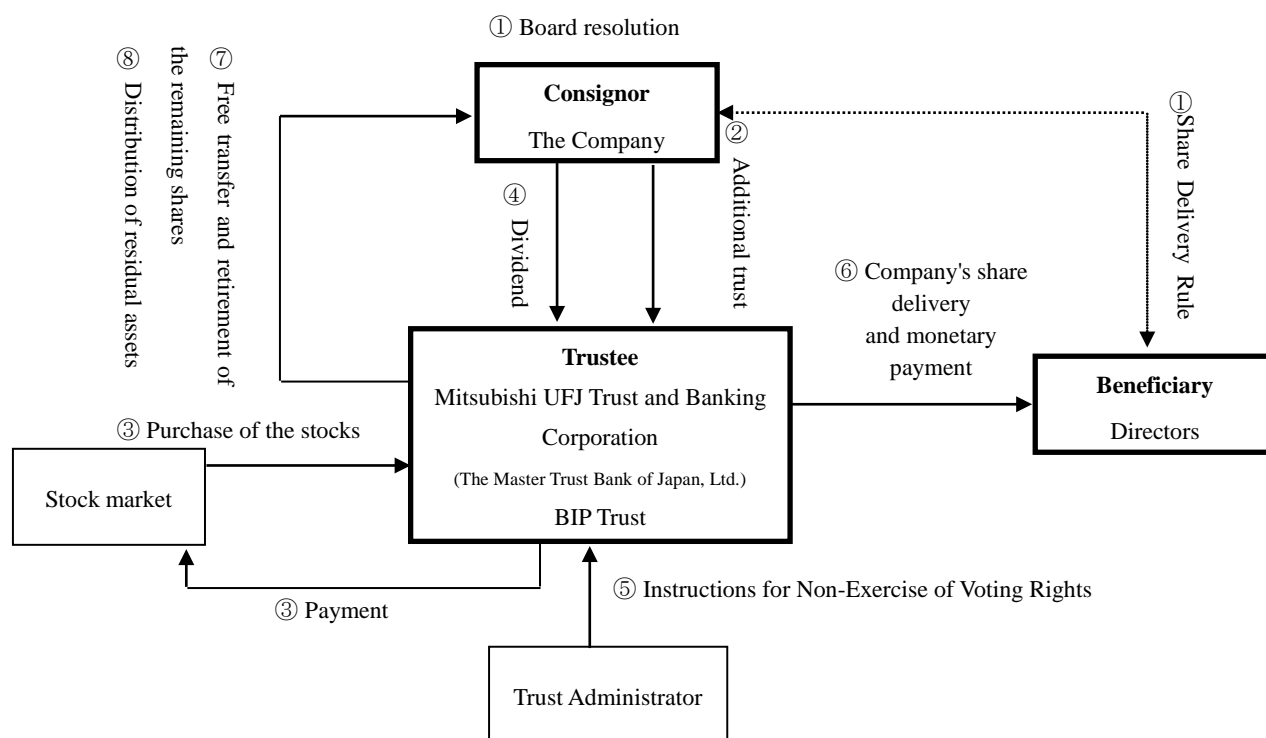 ① Board resolution
⑧ Distribution of residual assets
⑦ Free transfer and retirement of
the remaining shares
Consignor
The Company
② Additional trust
④ Dividend
①Share Delivery Rule
⑥ Company's share
delivery
and monetary
payment
Trustee
Mitsubishi UFJ Trust and Banking
Corporation
(The Master Trust Bank of Japan, Ltd.)
BIP Trust
Beneficiary
Directors
③ Purchase of the stocks
Stock market
③ Payment
⑤ Instructions for Non-Exercise of Voting Rights
Trust Administrator